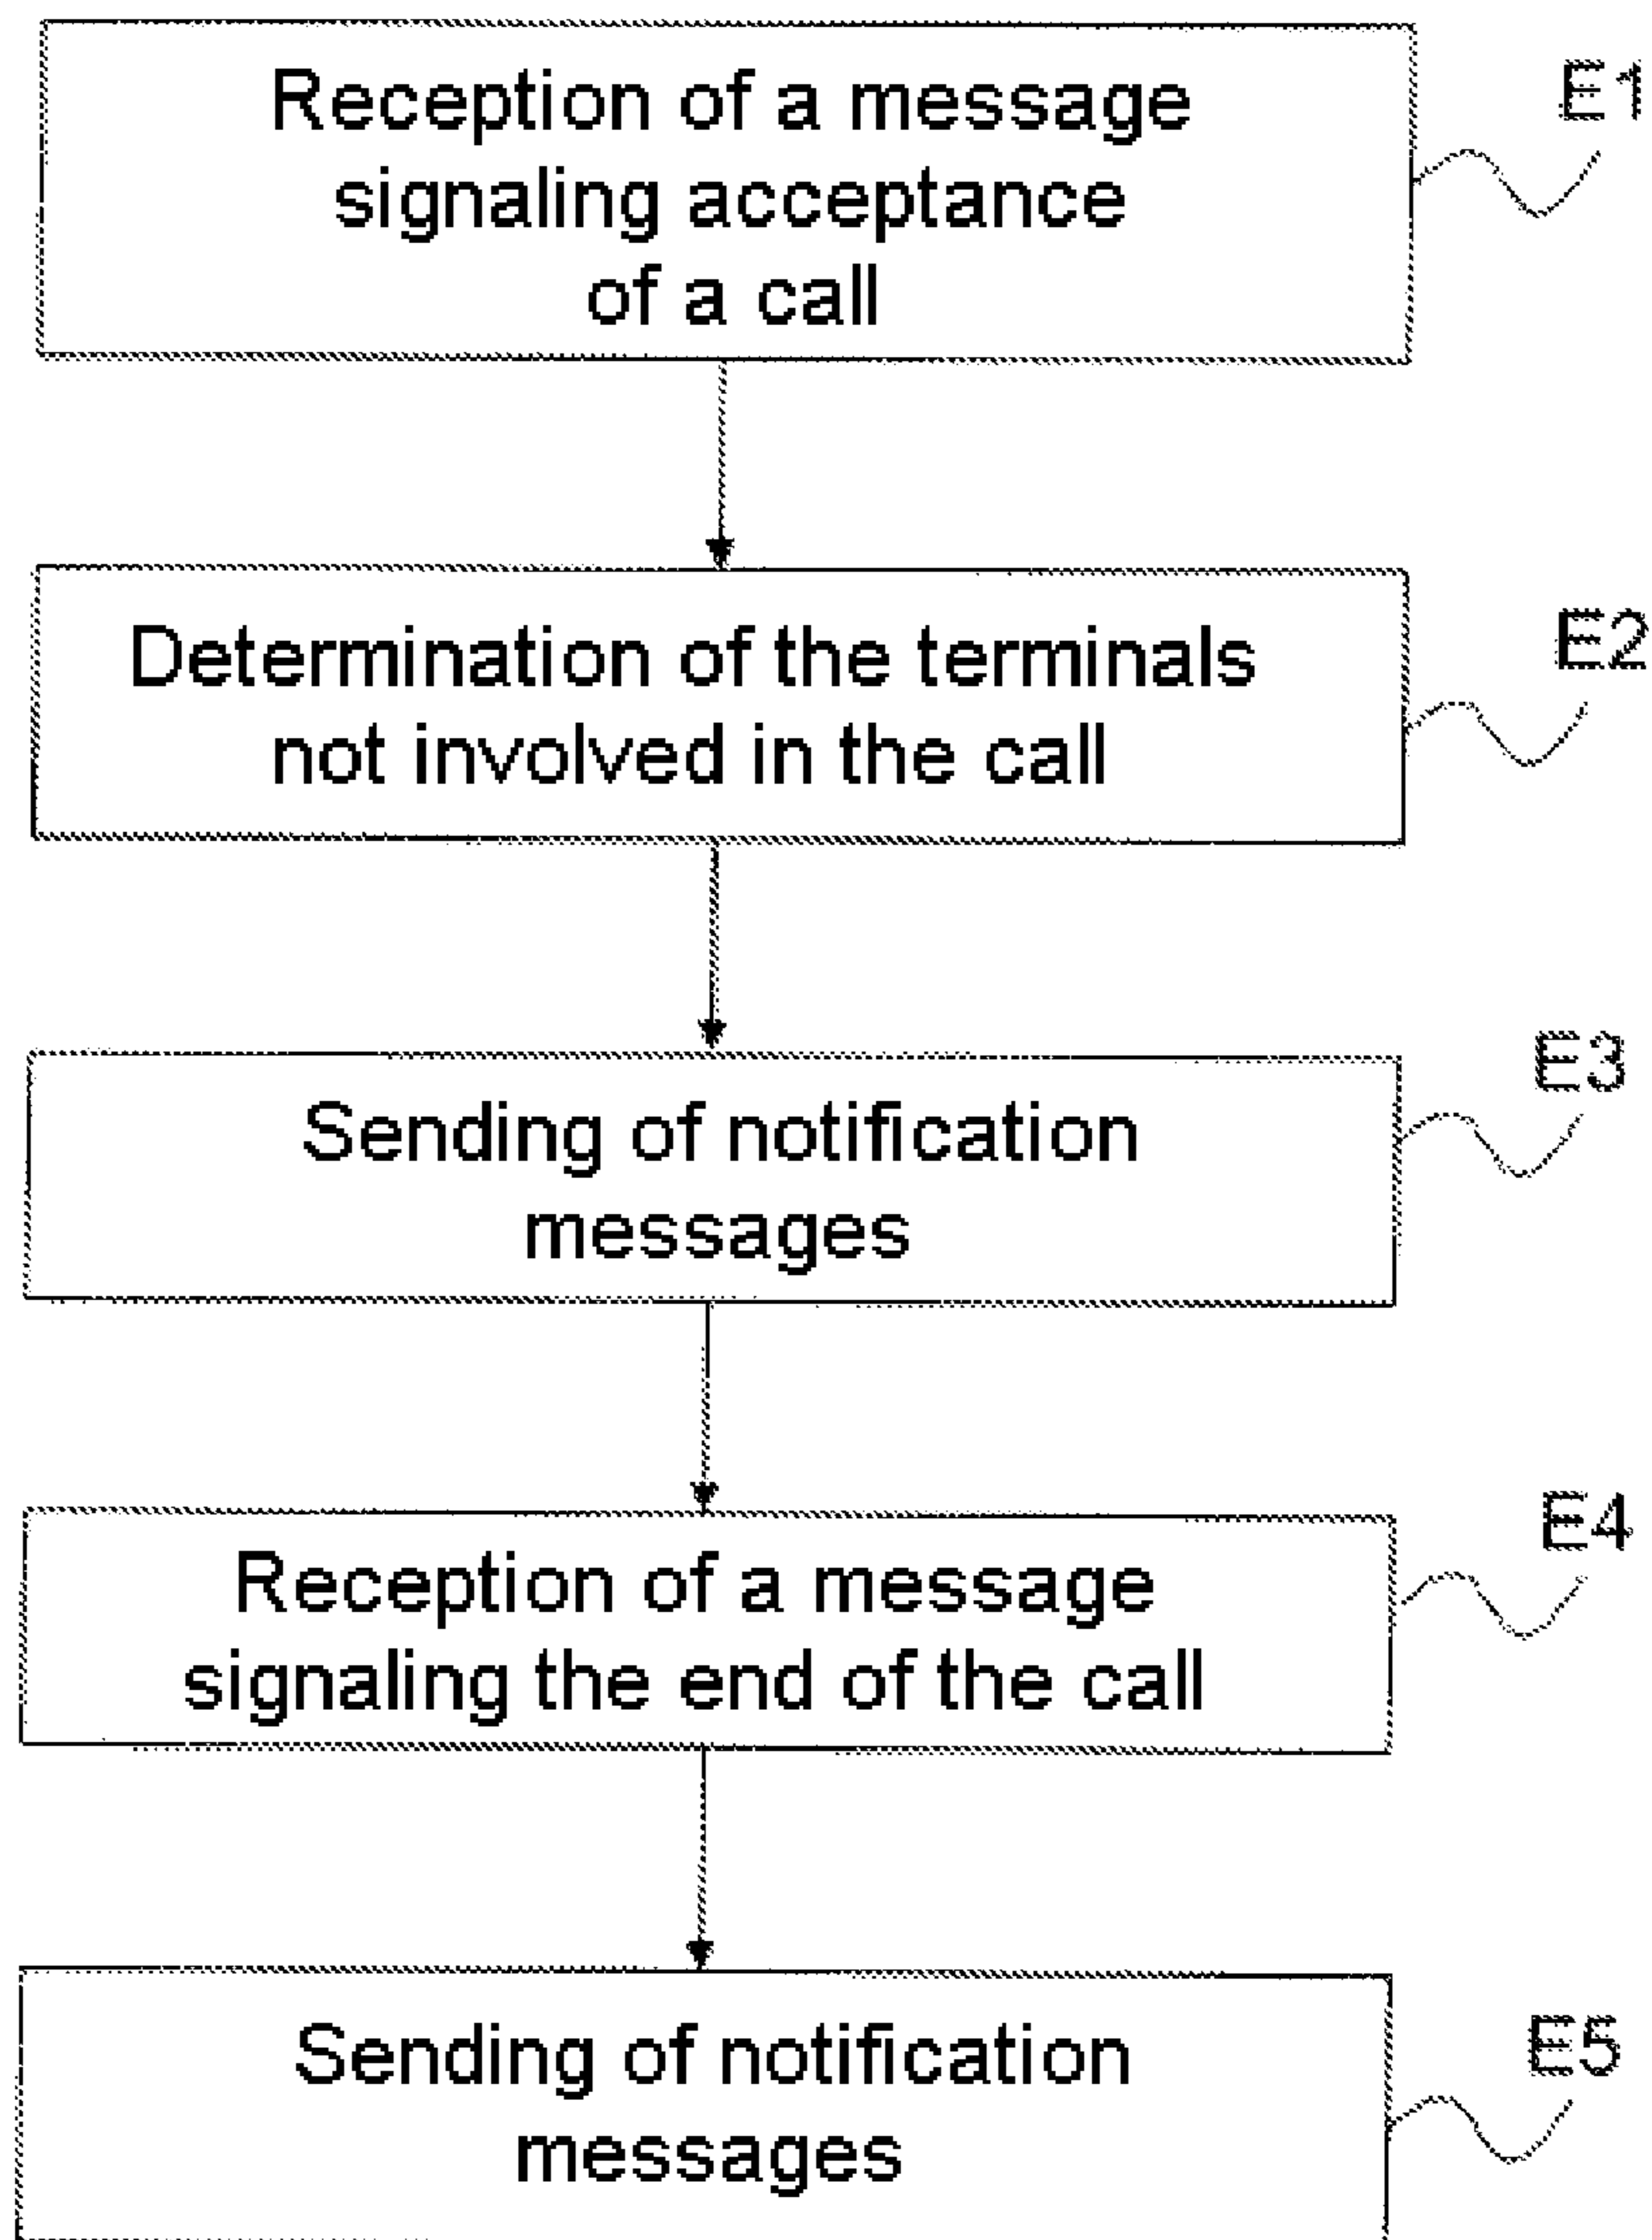 Reception of a message
signaling acceptance
of a call
E1
Determination of the terminals
not involved in the call
E2
Sending of notification
messages
E3
Reception of a message
signaling the end of the call
E4
Sending of notification
messages
E5